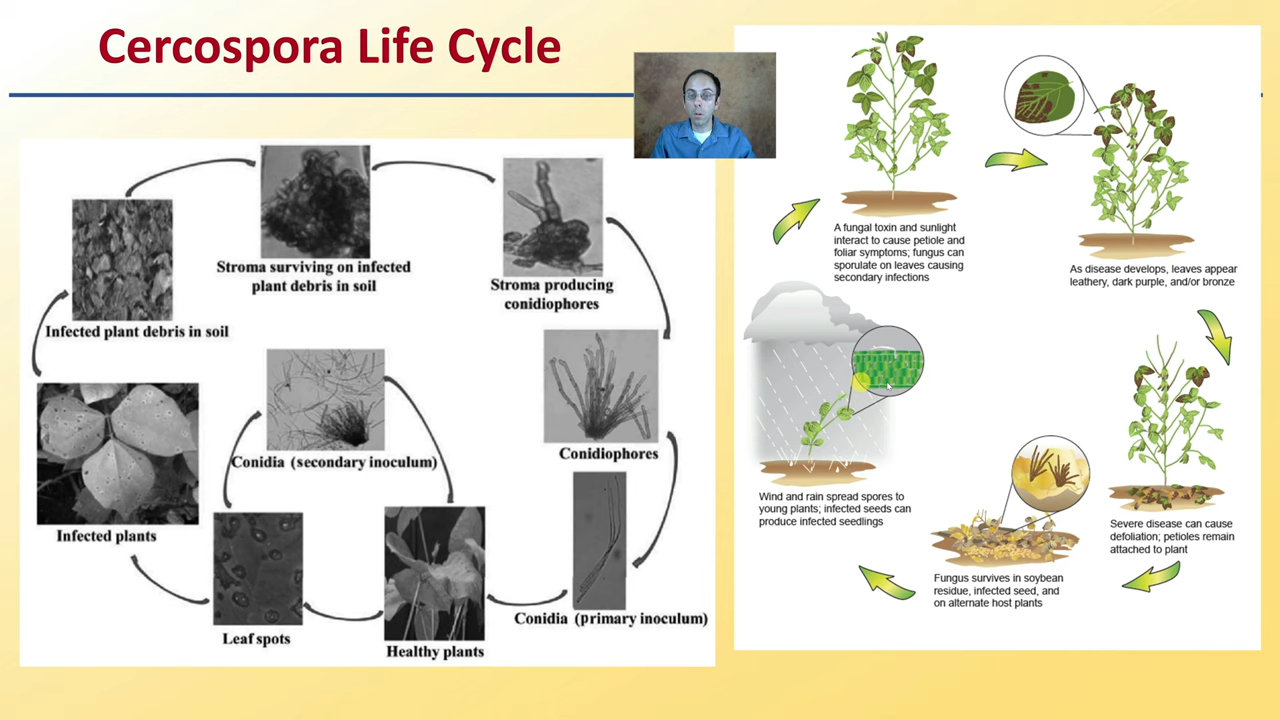 Cercospora Life Cycle
Stroma surviving on infected
plant debris in soil
Stroma producing
conidiophores
Infected plant debris in soil
Conidia (secondary inoculum)
Conidiophores
Infected plants
Leaf spots
Healthy plants
Conidia (primary inoculum)
A fungal toxin and sunlight
interact to cause petiole and
foliar symptoms; fungus can
sporulate on leaves causing
secondary infections
As disease develops, leaves appear
leathery, dark purple, and/or bronze
Wind and rain spread spores to
young plants; infected seeds can
produce infected seedlings
Severe disease can cause
defoliation; petioles remain
attached to plant
Fungus survives in soybean
residue, infected seed, and
on alternate host plants